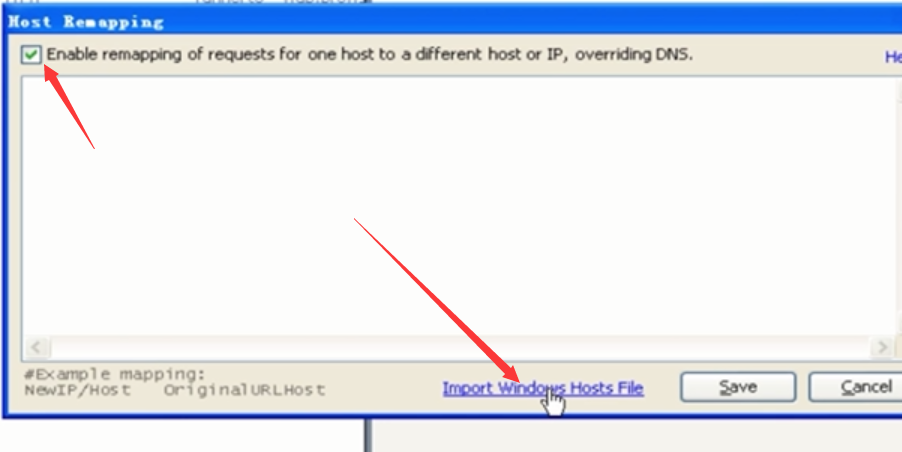 Host Remapping
Enable remapping of requests for one host to a different host or IP, overriding DNS.
#Example mapping:
NewIP/Host OriginalURLHost
Import Windows Hosts File
Save
Cancel